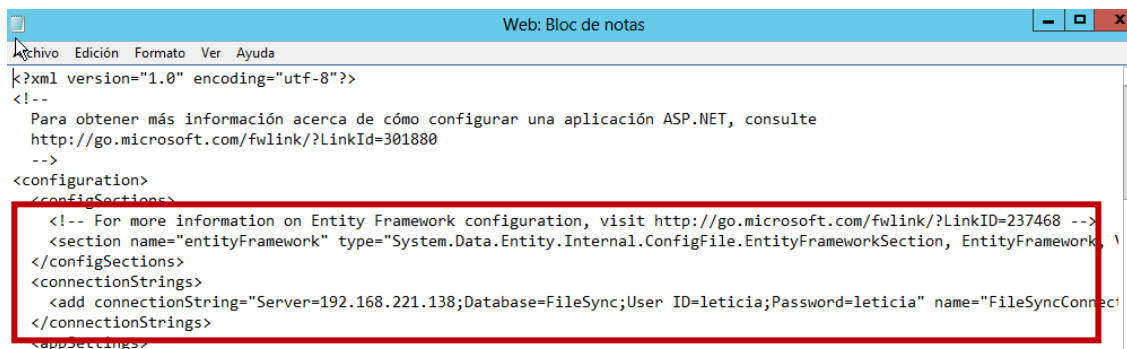 Web: Bloc de notas
Archivo Edición Formato Ver Ayuda
<?xml version="1.0" encoding="utf-8"?>
<!--
Para obtener más información acerca de cómo configurar una aplicación ASP.NET, consulte
http://go.microsoft.com/fwlink/?LinkId=301880
-->
<configuration>
<configSections>
<!-- For more information on Entity Framework configuration, visit http://go.microsoft.com/fwlink/?LinkID=237468 -->
<section name="entityFramework" type="System.Data.Entity.Internal.ConfigFile.EntityFrameworkSection, EntityFramework,
</configSections>
<connectionStrings>
<add connectionString="Server=192.168.221.138;Database=FileSync;User ID=leticia;Password=leticia" name="FileSyncConnect
</connectionStrings>
<appSettings>